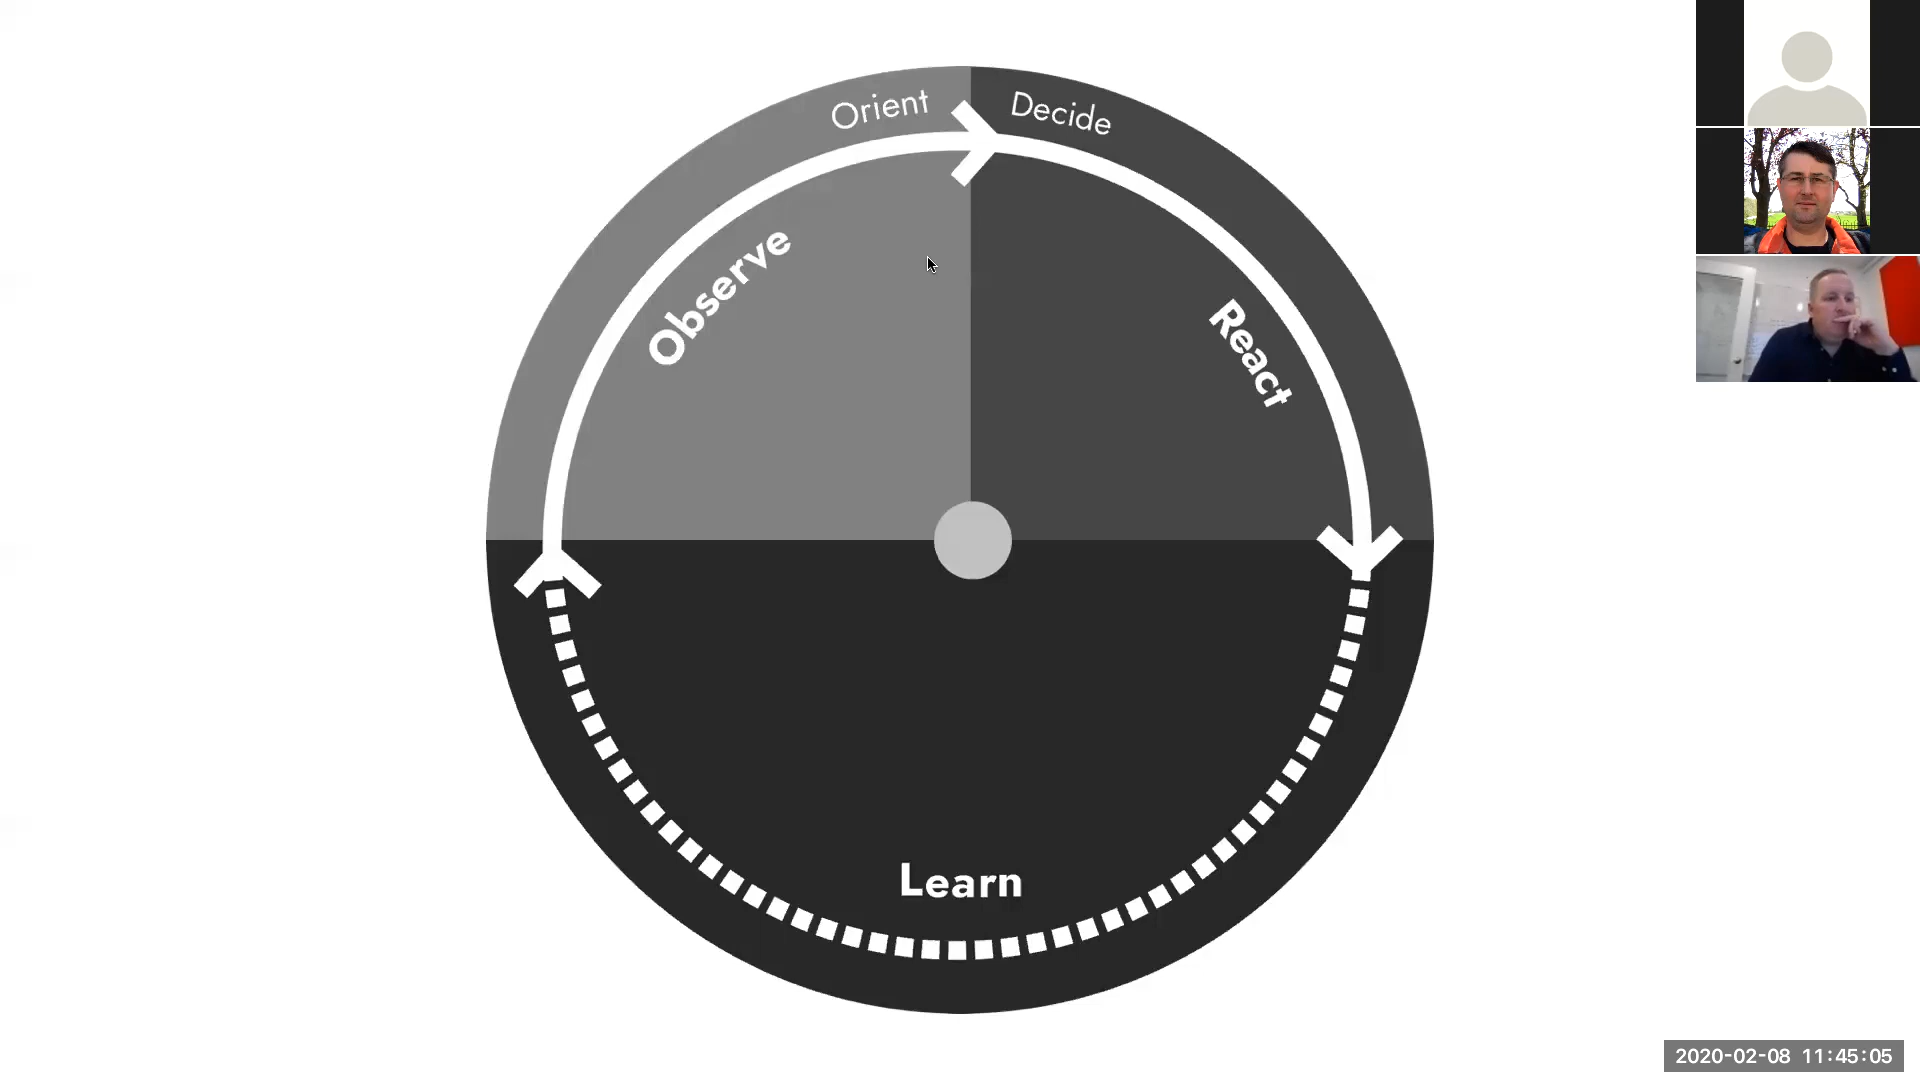 Orient
Decide
Observe
React
Learn
2020-02-08 11:45:05